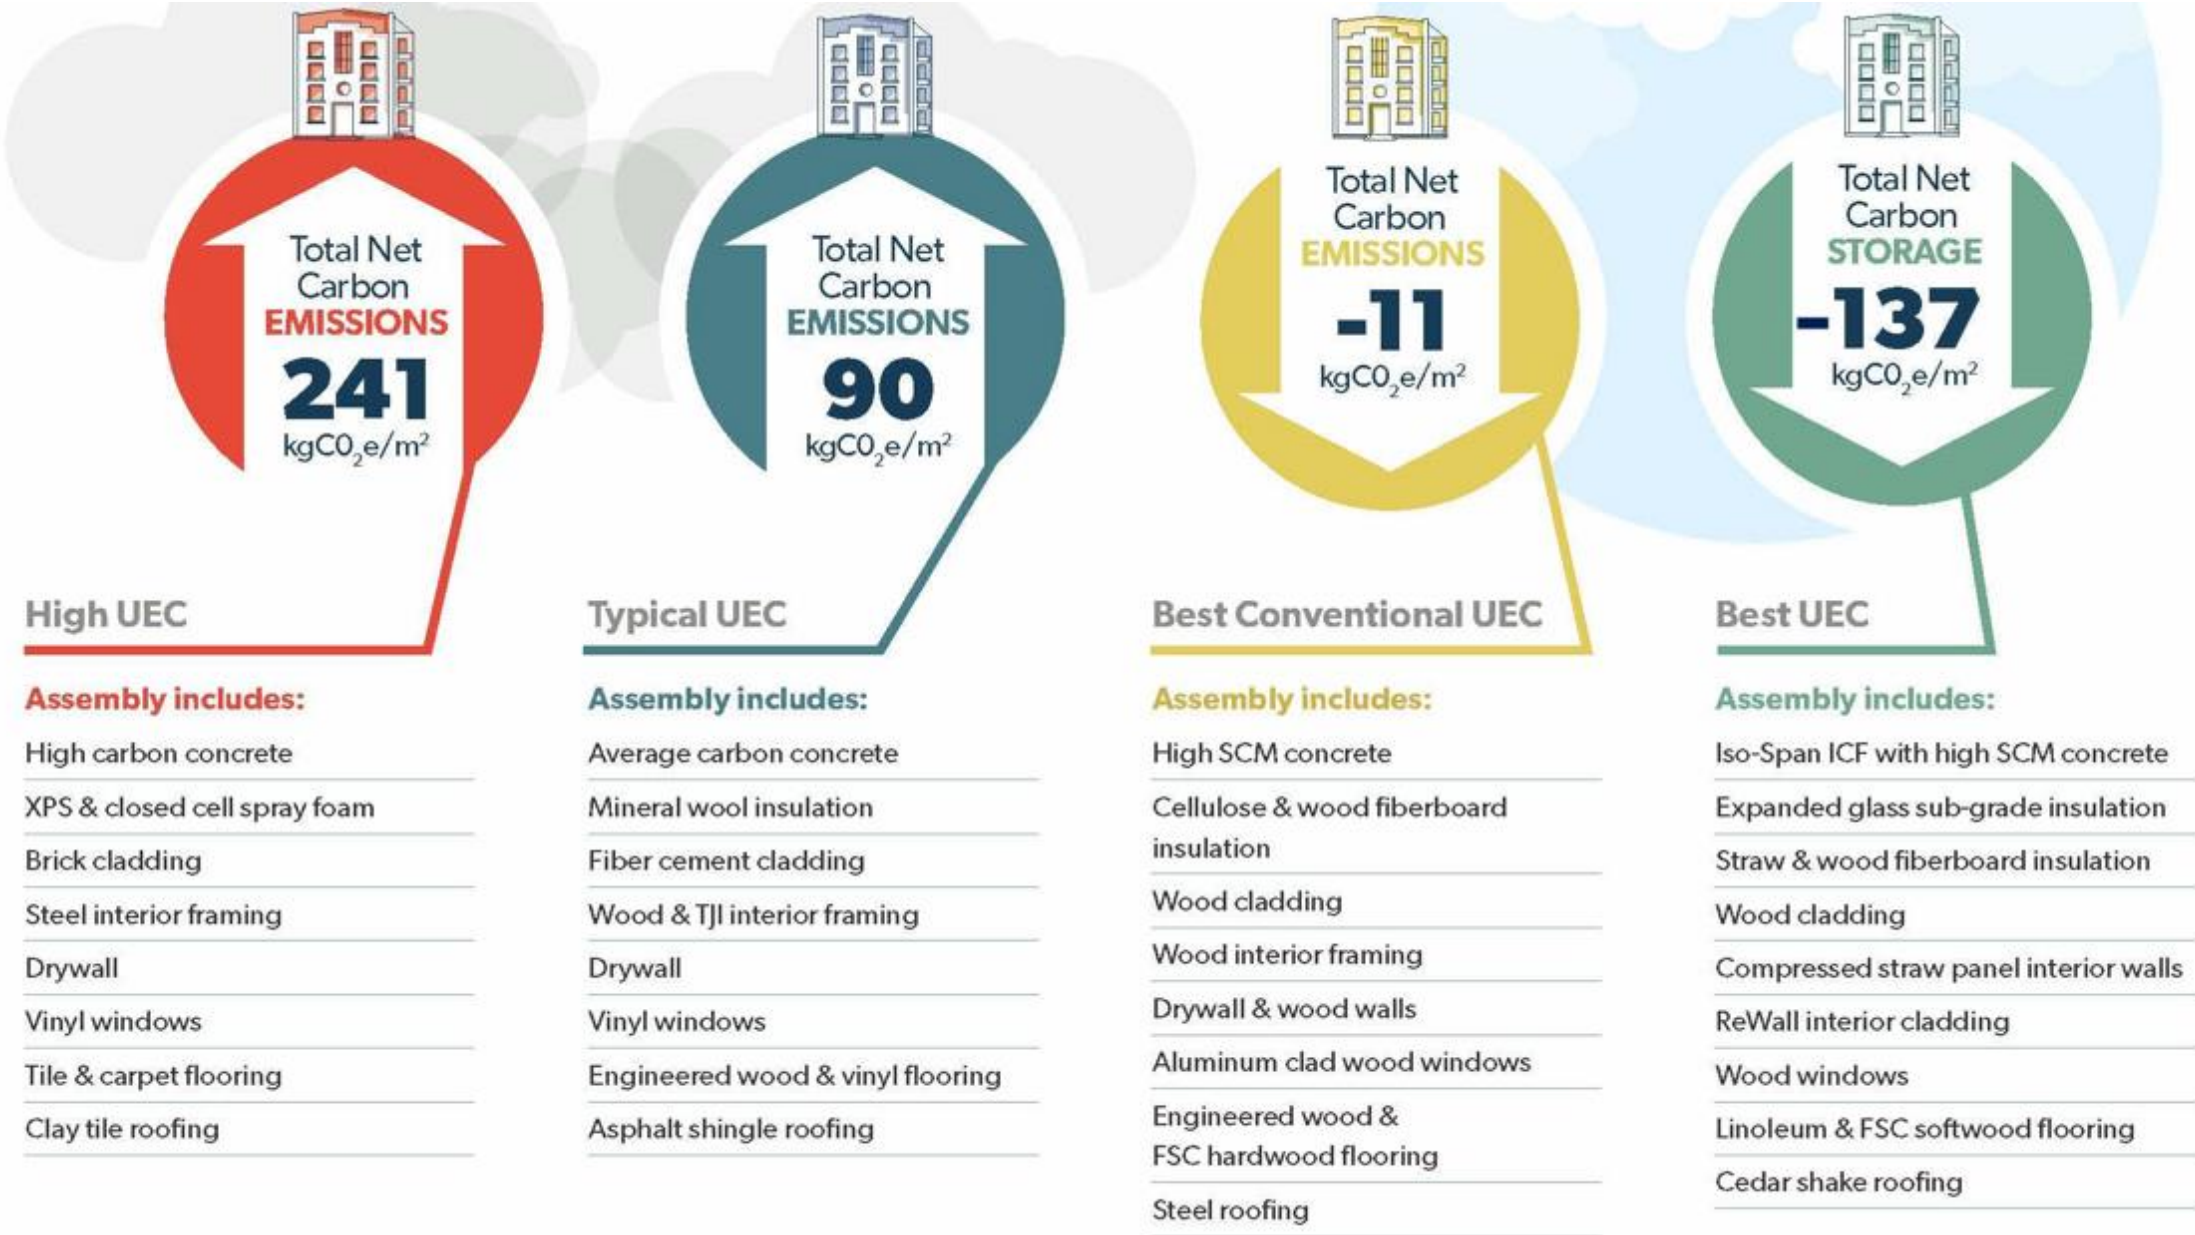 Total Net
Carbon
EMISSIONS
241
kgCO₂e/m²
Total Net
Carbon
EMISSIONS
90
kgCO₂e/m²
Total Net
Carbon
EMISSIONS
-11
kgCO₂e/m²
Total Net
Carbon
STORAGE
-137
kgCO₂e/m²
High UEC
Assembly includes:
High carbon concrete
XPS & closed cell spray foam
Brick cladding
Steel interior framing
Drywall
Vinyl windows
Tile & carpet flooring
Clay tile roofing
Typical UEC
Assembly includes:
Average carbon concrete
Mineral wool insulation
Fiber cement cladding
Wood & TJI interior framing
Drywall
Vinyl windows
Engineered wood & vinyl flooring
Asphalt shingle roofing
Best Conventional UEC
Assembly includes:
High SCM concrete
Cellulose & wood fiberboard
insulation
Wood cladding
Wood interior framing
Drywall & wood walls
Aluminum clad wood windows
Engineered wood &
FSC hardwood flooring
Steel roofing
Best UEC
Assembly includes:
Iso-Span ICF with high SCM concrete
Expanded glass sub-grade insulation
Straw & wood fiberboard insulation
Wood cladding
Compressed straw panel interior walls
ReWall interior cladding
Wood windows
Linoleum & FSC softwood flooring
Cedar shake roofing